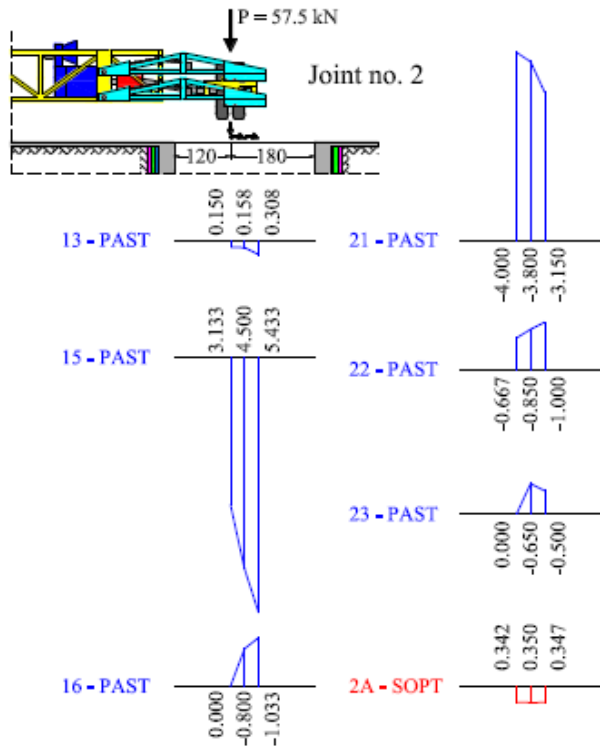 P = 57.5 kN
Joint no. 2
120
180
0.150 0.158 0.308
13 - PAST
3.133 4.500 5.433
15 - PAST
16 - PAST
0.000 -0.800 -1.033
21 - PAST
-4.000 -3.800 -3.150
22 - PAST
-0.667 -0.850 -1.000
23 - PAST
0.000 -0.650 -0.500
0.342 0.350 0.347
2A - SOPT